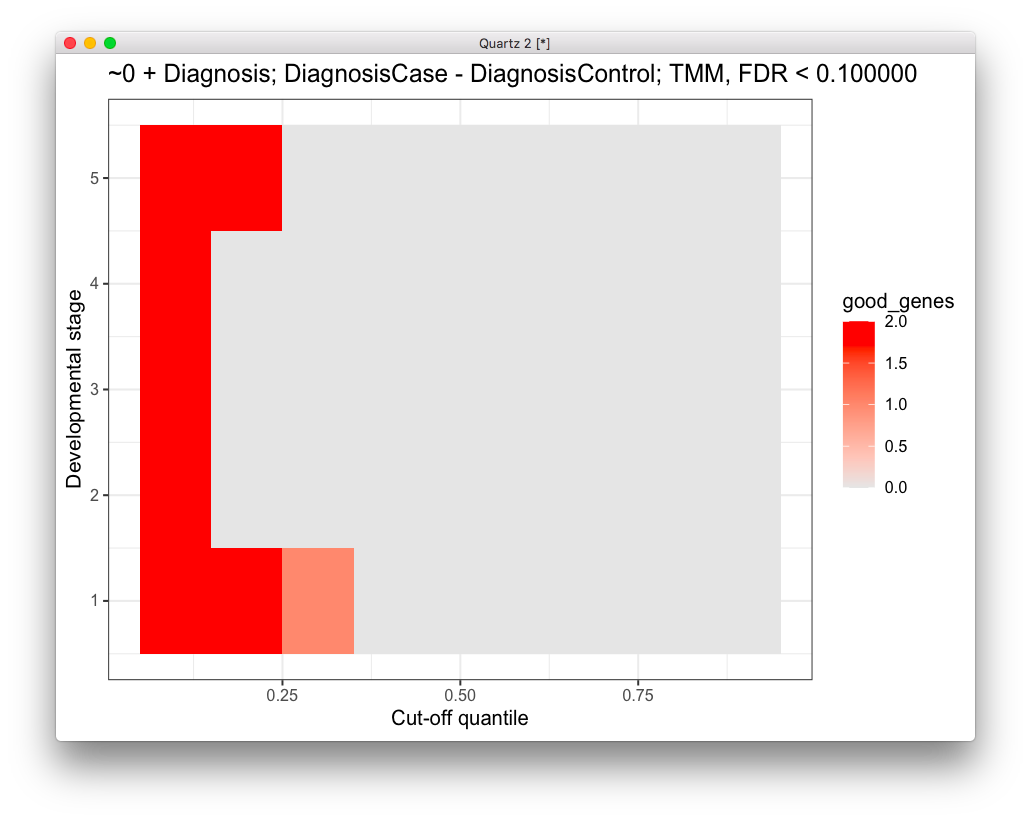 Quartz 2 [*]
~0 + Diagnosis; DiagnosisCase - DiagnosisControl; TMM, FDR < 0.100000
Developmental stage
5
4
3
2
1
0.25 0.50 0.75
Cut-off quantile
good_genes
2.0
1.5
1.0
0.5
0.0